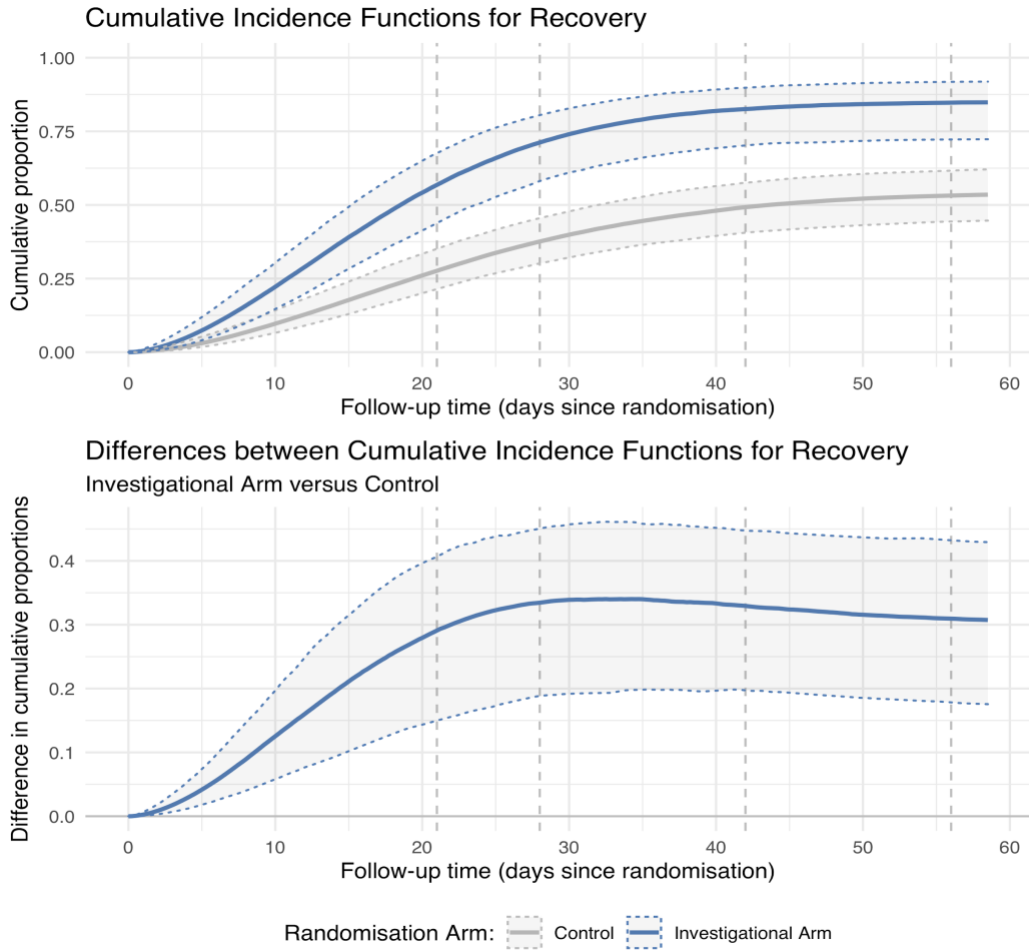 Cumulative Incidence Functions for Recovery
Cumulative proportion
1.00
0.75
0.50
0.25
0.00
0 10 20 30 40 50 60
Follow-up time (days since randomisation)
Differences between Cumulative Incidence Functions for Recovery
Investigational Arm versus Control
Difference in cumulative proportions
0.4
0.3
0.2
0.1
0.0
0 10 20 30 40 50 60
Follow-up time (days since randomisation)
Randomisation Arm: Control Investigational Arm